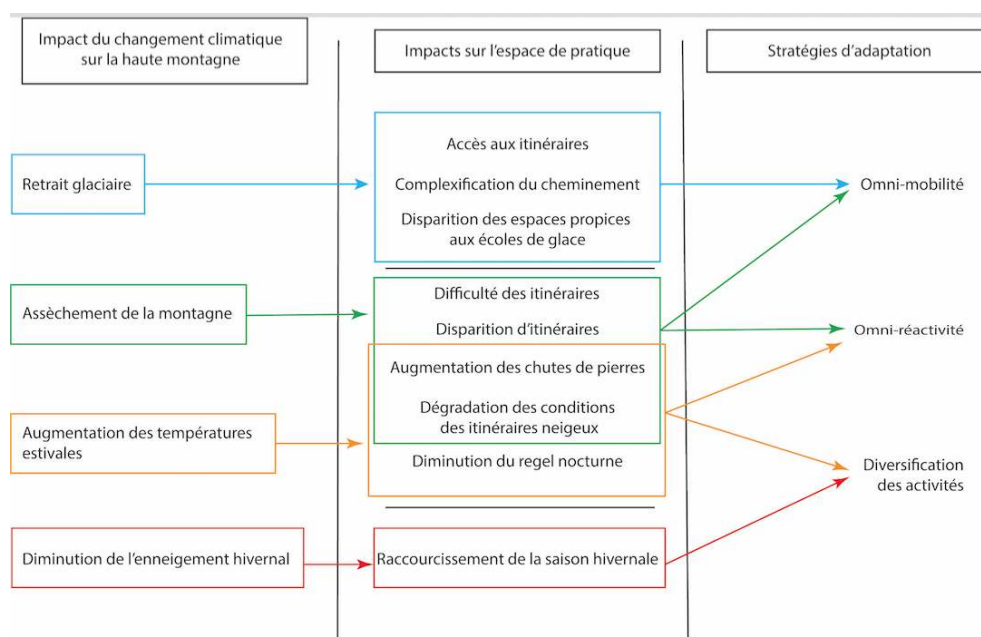 Impact du changement climatique
sur la haute montagne
Impacts sur l’espace de pratique
Stratégies d’adaptation
Retrait glaciaire
Accès aux itinéraires
Complexification du cheminement
Disparition des espaces propices
aux écoles de glace
Omni-mobilité
Assèchement de la montagne
Difficulté des itinéraires
Disparition d’itinéraires
Omni-réactivité
Augmentation des températures
estivales
Augmentation des chutes de pierres
Dégradation des conditions
des itinéraires neigeux
Diminution du regel nocturne
Diversification
des activités
Diminution de l’enneigement hivernal
Raccourcissement de la saison hivernale